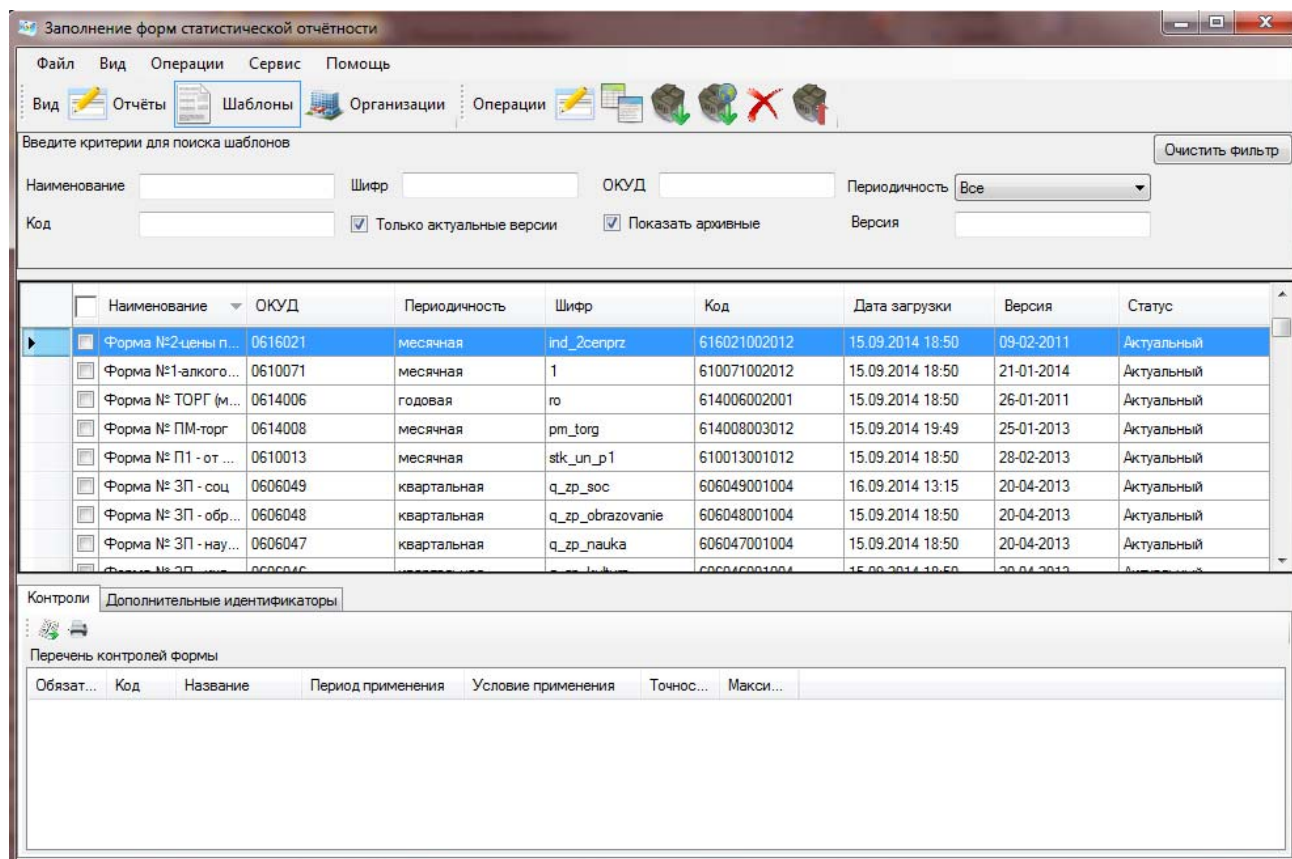 Заполнение форм статистической отчётности
Файл Вид Операции Сервис Помощь
Вид Отчёты Шаблоны Организации Операции
Введите критерии для поиска шаблонов
Очистить фильтр
Наименование Шифр ОКУД Периодичность Все
Код Только актуальные версии Показать архивные Версия
Наименование ОКУД Периодичность Шифр Код Дата загрузки Версия Статус
Форма №2-цены п... 0616021 месячная ind_2cenprz 616021002012 15.09.2014 18:50 09-02-2011 Актуальный
Форма №1-алкого... 0610071 месячная 1 610071002012 15.09.2014 18:50 21-01-2014 Актуальный
Форма № ТОРГ (м... 0614006 годовая ro 614006002001 15.09.2014 18:50 26-01-2011 Актуальный
Форма № ПМ-торг 0614008 месячная pm_torg 614008003012 15.09.2014 19:49 25-01-2013 Актуальный
Форма № П1 - от ... 0610013 месячная stk_un_p1 610013001012 15.09.2014 18:50 28-02-2013 Актуальный
Форма № ЗП - соц 0606049 квартальная q_zp_soc 606049001004 16.09.2014 13:15 20-04-2013 Актуальный
Форма № ЗП - обр... 0606048 квартальная q_zp_obrazovanie 606048001004 15.09.2014 18:50 20-04-2013 Актуальный
Форма № ЗП - нау... 0606047 квартальная q_zp_nauka 606047001004 15.09.2014 18:50 20-04-2013 Актуальный
Контроли Дополнительные идентификаторы
Перечень контролей формы
Обязат... Код Название Период применения Условие применения Точнос... Макси...